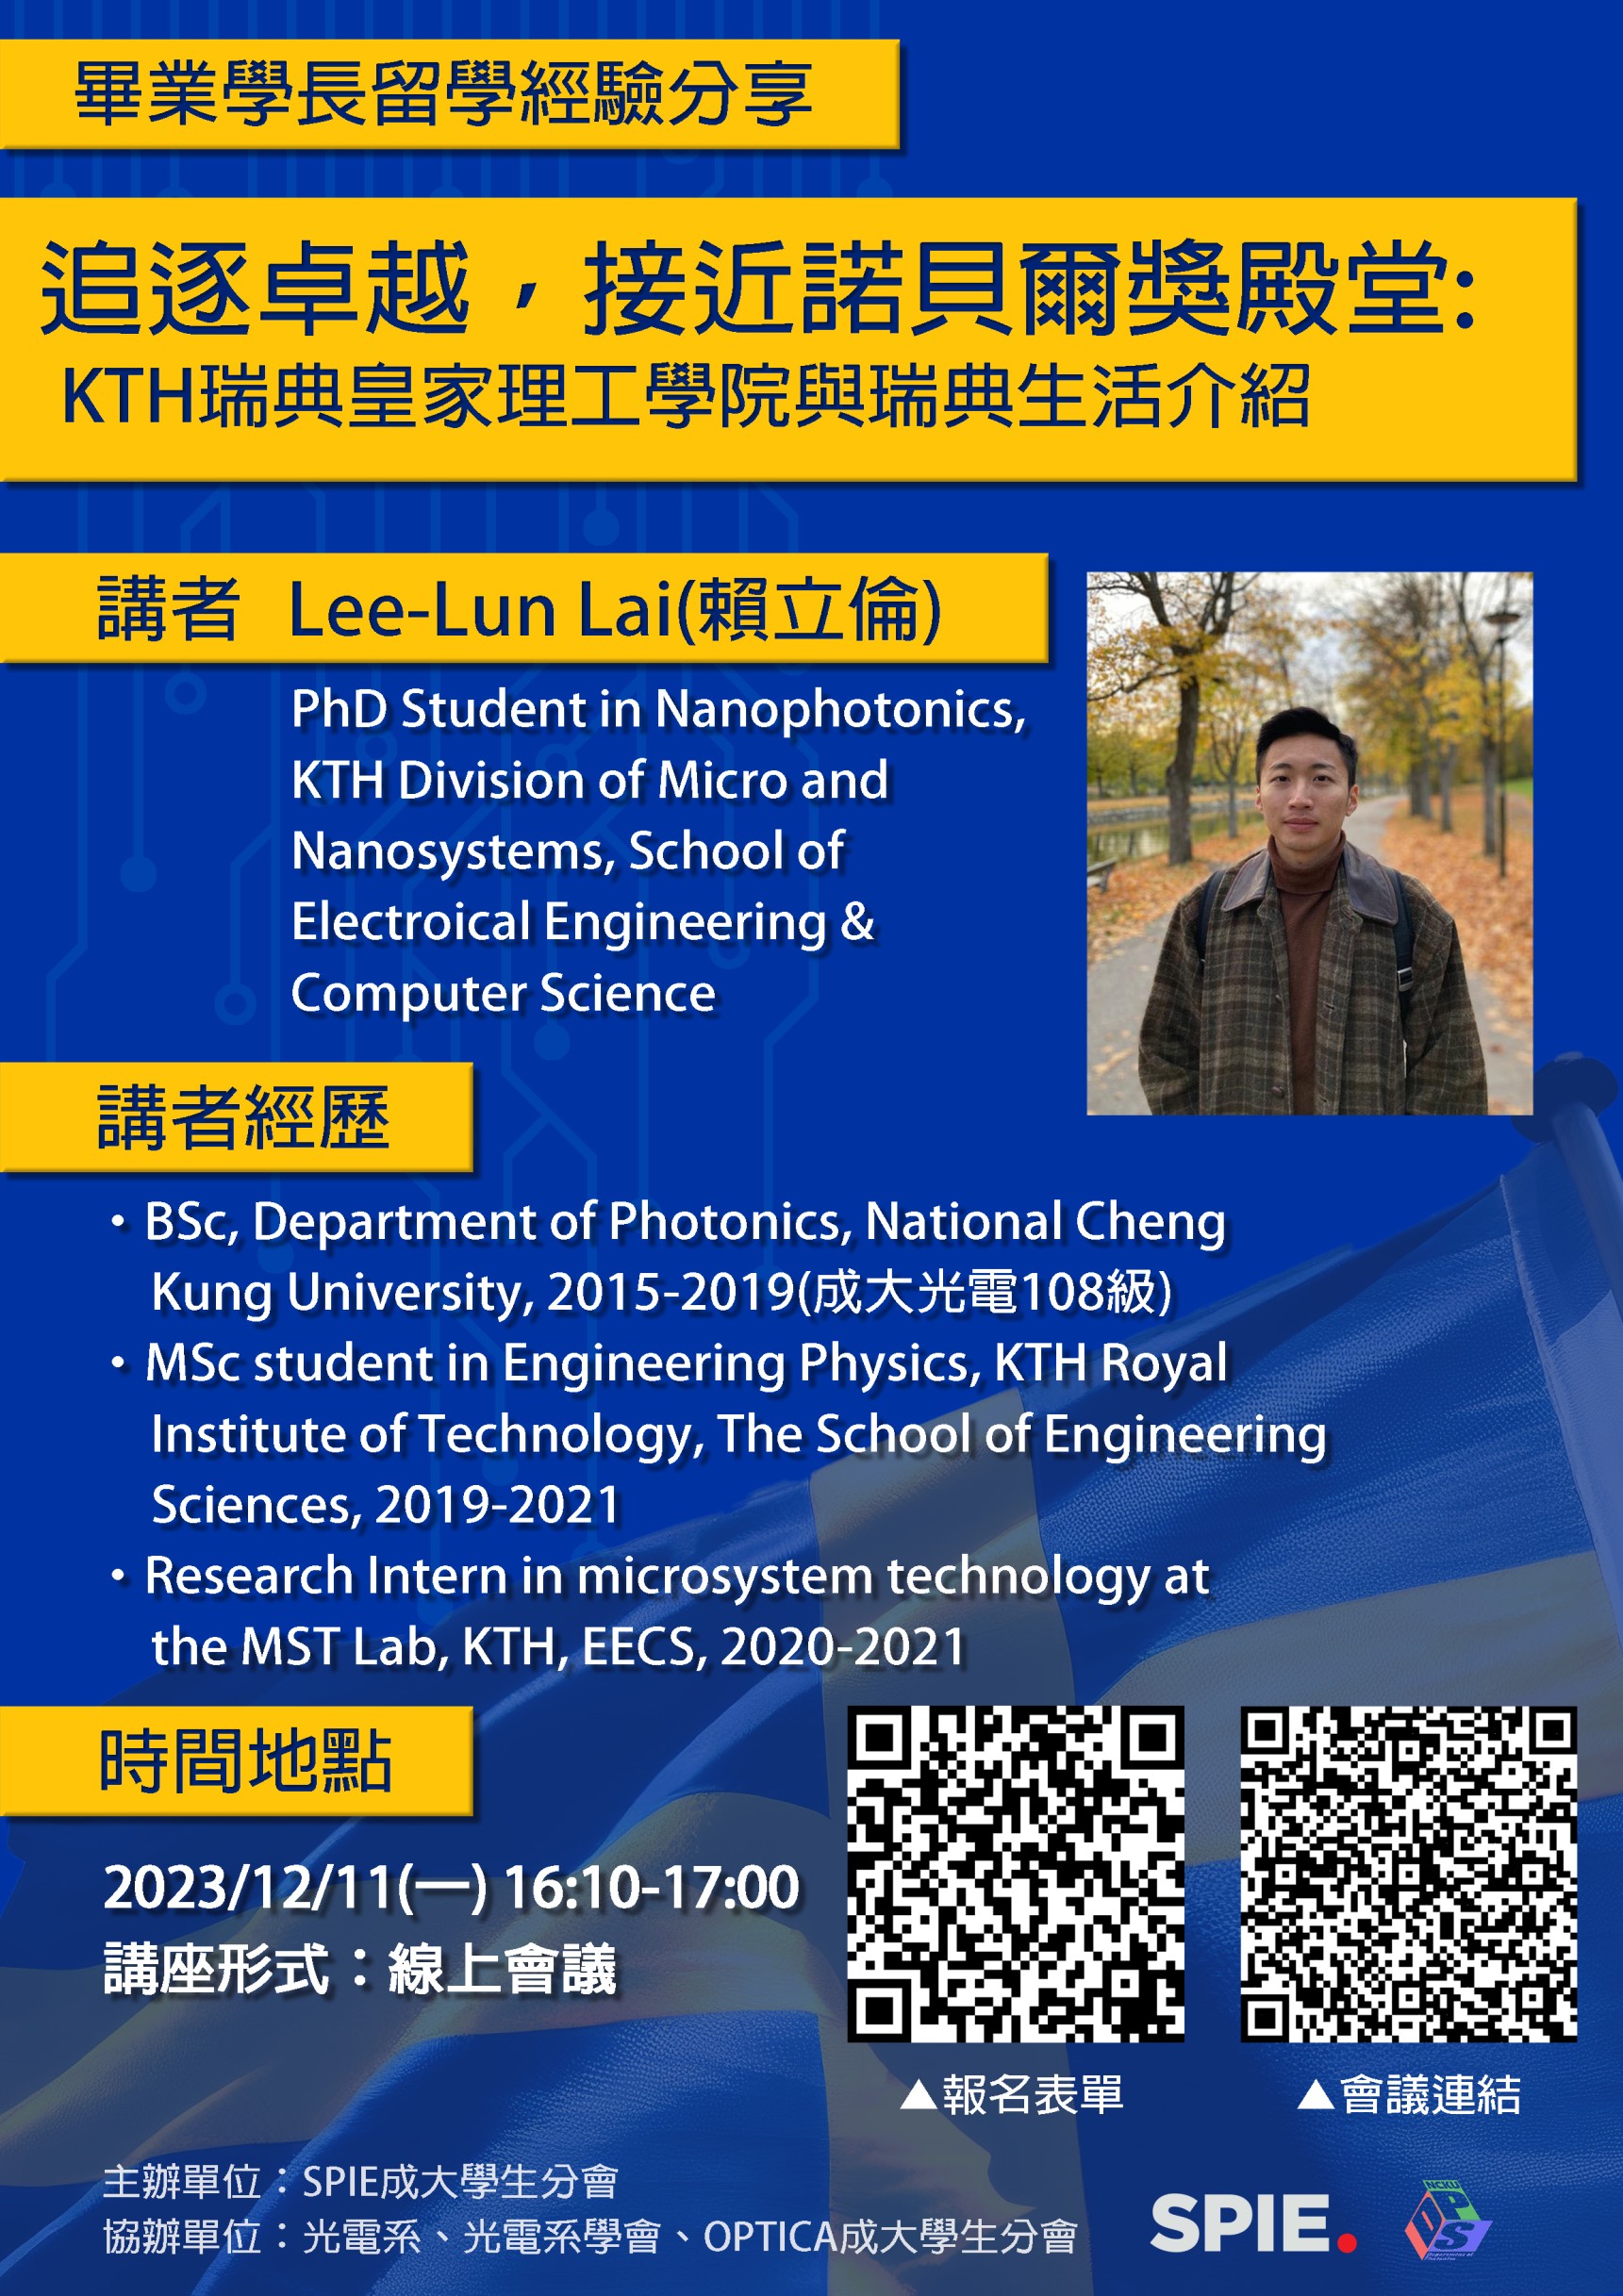 畢業學長留學經驗分享
追逐卓越，接近諾貝爾獎殿堂:
KTH瑞典皇家理工學院與瑞典生活介紹
講者 Lee-Lun Lai(賴立倫)
PhD Student in Nanophotonics,
KTH Division of Micro and
Nanosystems, School of
Electroical Engineering &
Computer Science
講者經歷
• BSc, Department of Photonics, National Cheng
Kung University, 2015-2019(成大光電108級)
• MSc student in Engineering Physics, KTH Royal
Institute of Technology, The School of Engineering
Sciences, 2019-2021
• Research Intern in microsystem technology at
the MST Lab, KTH, EECS, 2020-2021
時間地點
2023/12/11(一) 16:10-17:00
講座形式：線上會議
▲報名表單
▲會議連結
主辦單位：SPIE成大學生分會
協辦單位：光電系、光電系學會、OPTICA成大學生分會
SPIE.
NCKU